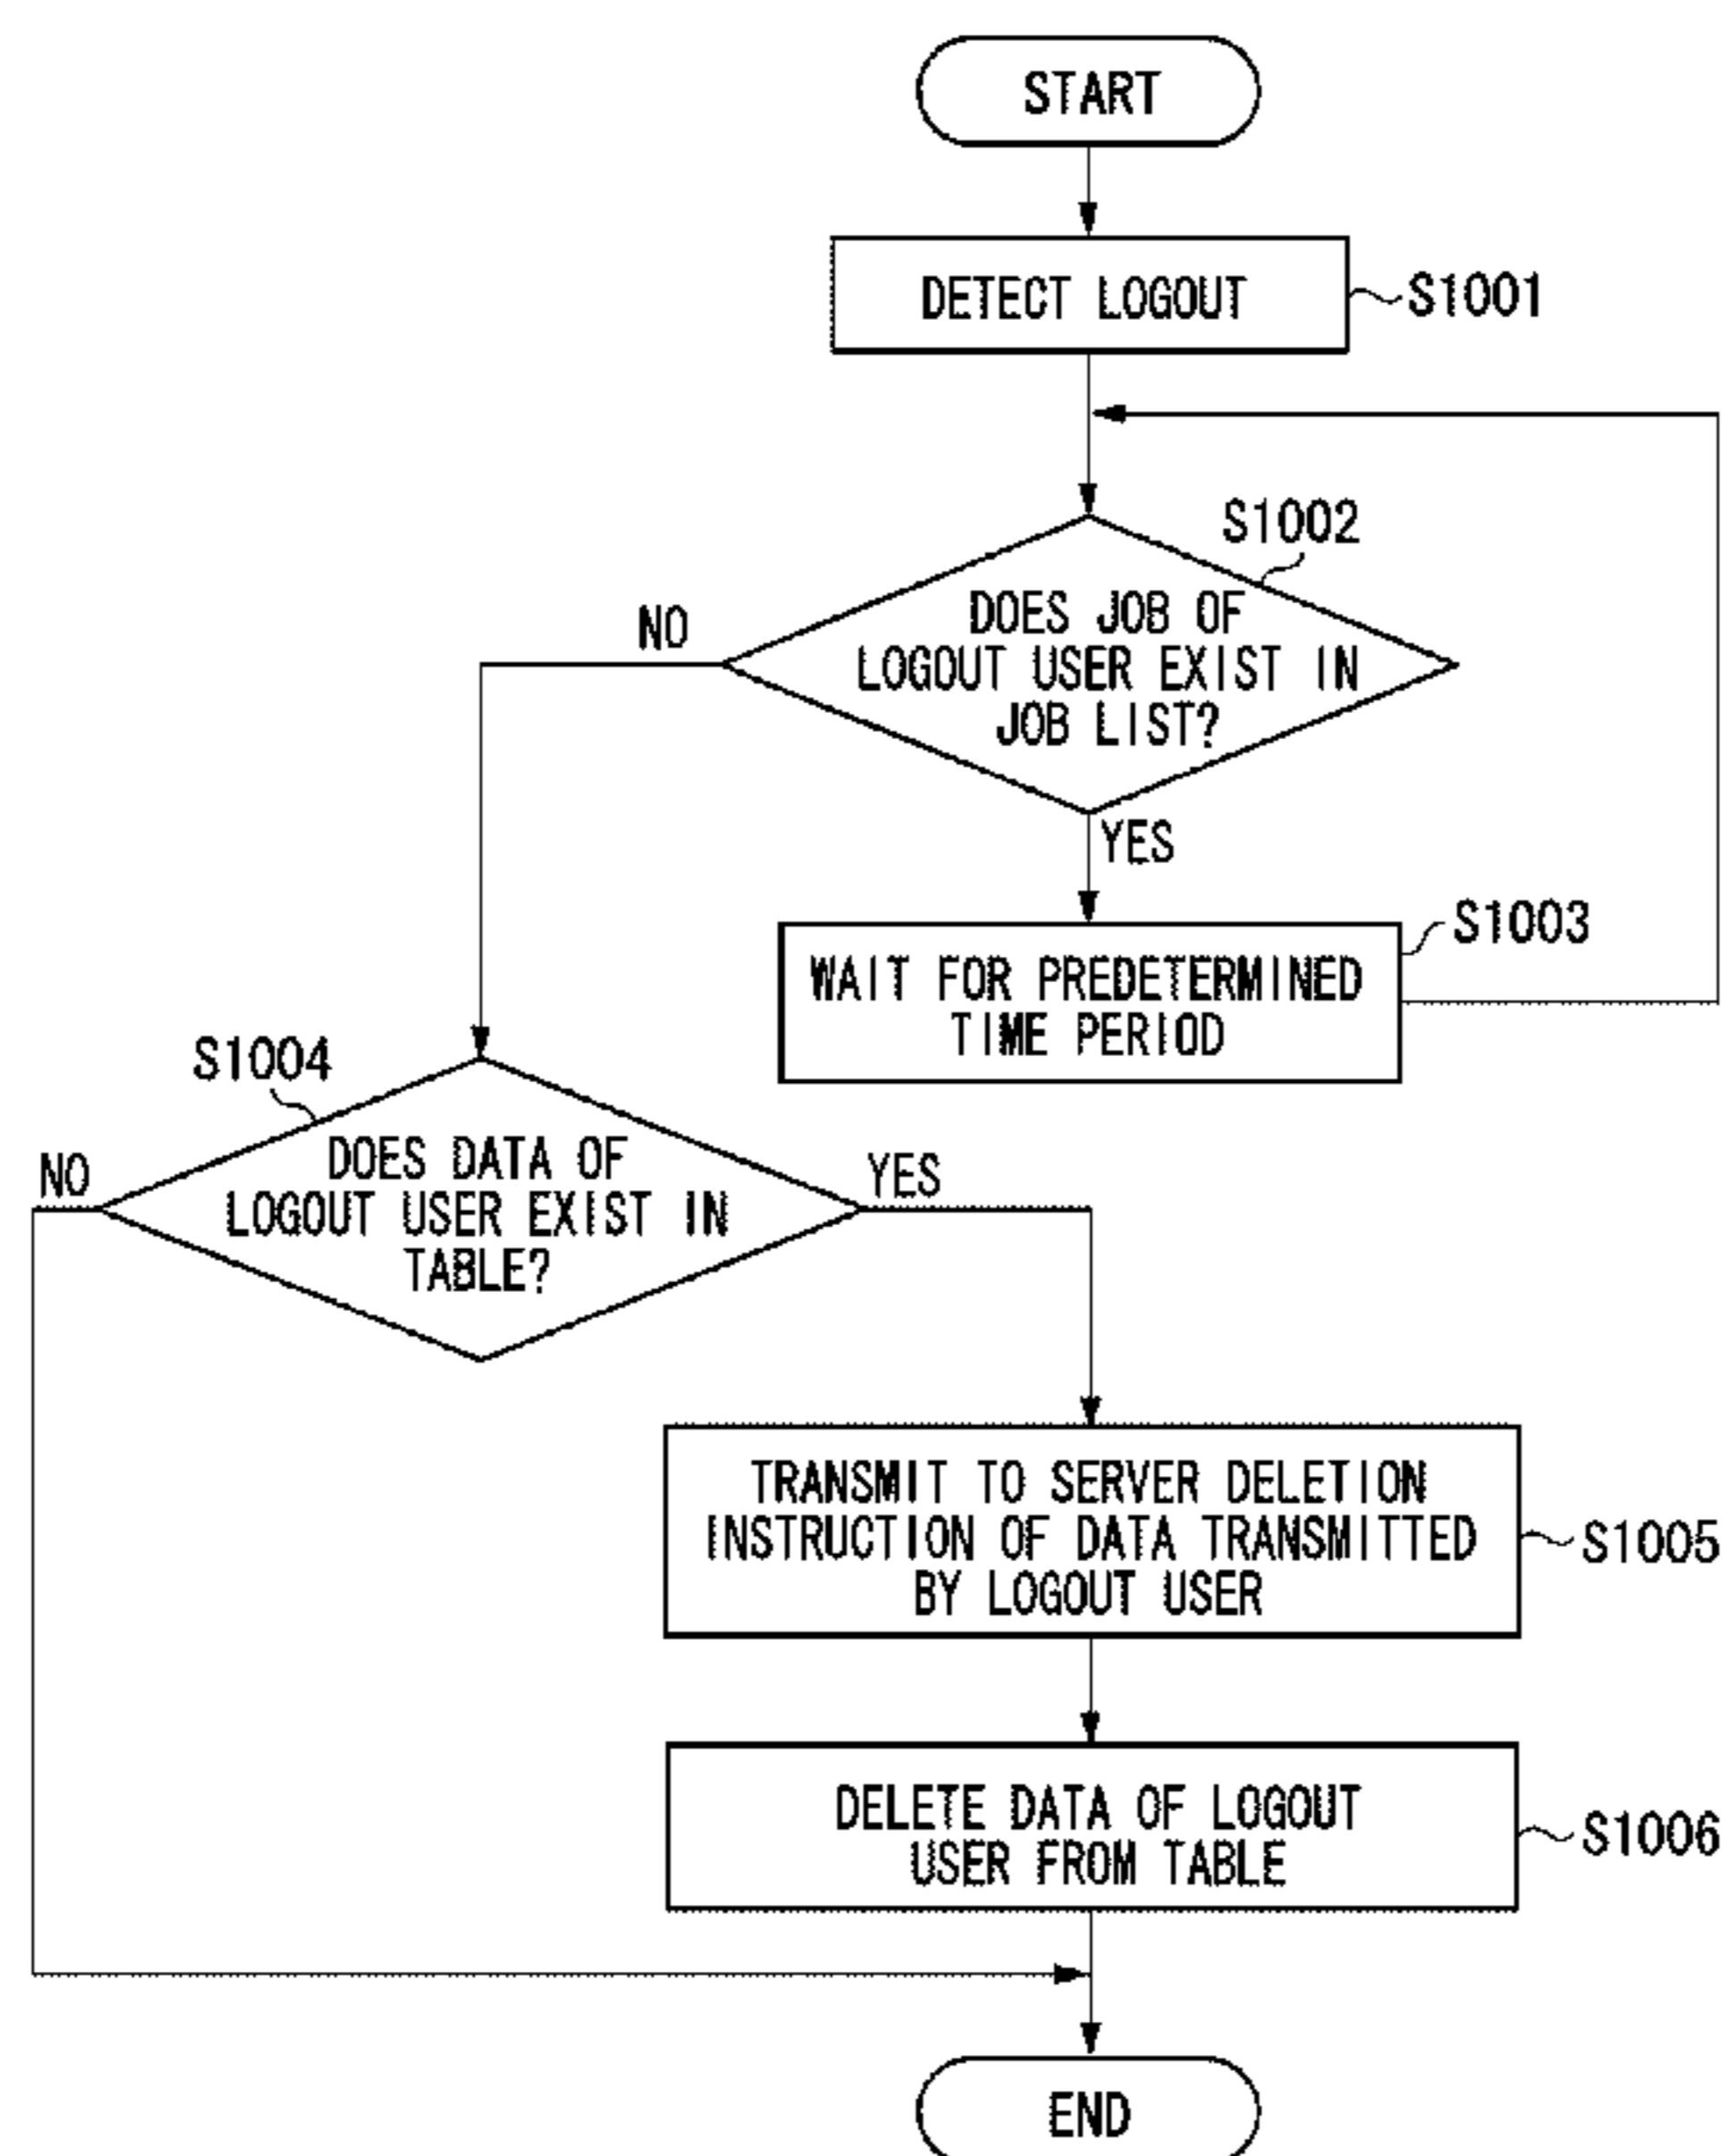 START
DETECT LOGOUT
S1001
S1002
DOES JOB OF
LOGOUT USER EXIST IN
JOB LIST?
NO
YES
S1003
WAIT FOR PREDETERMINED
TIME PERIOD
S1004
DOES DATA OF
LOGOUT USER EXIST IN
TABLE?
NO
YES
TRANSMIT TO SERVER DELETION
INSTRUCTION OF DATA TRANSMITTED
BY LOGOUT USER
S1005
DELETE DATA OF LOGOUT
USER FROM TABLE
S1006
END